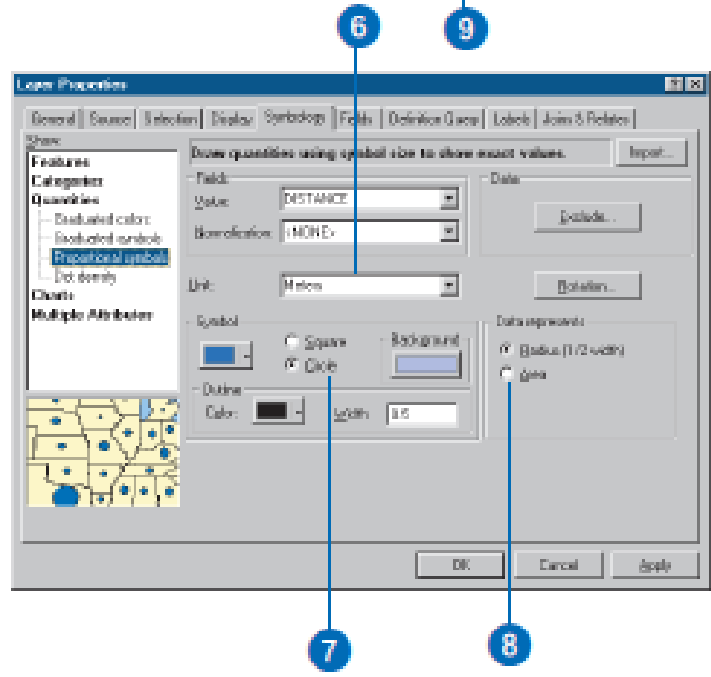 6 9
Layer Properties
General Source Selection Display Symbology Fields Definition Query Labels Joins & Relates
Show:
Features
Categories
Quantities
Graduated colors
Graduated symbols
Proportional symbols
Dot density
Charts
Multiple Attributes
Draw quantities using symbol size to show exact values.
Import...
Fields
Value: DISTANCE
Normalization: <NONE>
Data
Exclude...
Unit: Meters
Rotation...
Symbol
Square
Circle
Background
Outline
Color: Width: 0.5
Data represents
Radius (1/2 width)
Area
OK Cancel Apply
7 8